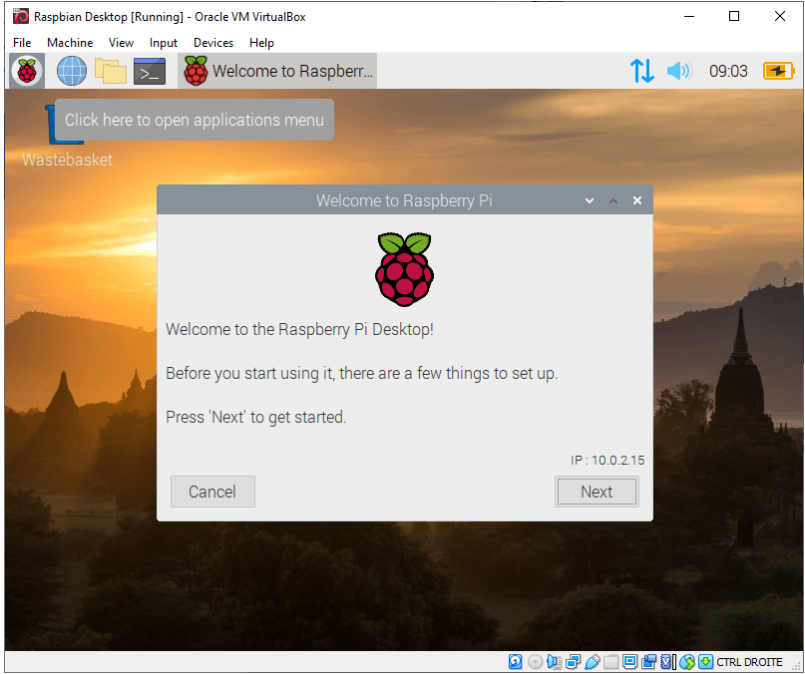 Raspbian Desktop [Running] - Oracle VM VirtualBox
File Machine View Input Devices Help
Welcome to Raspberr... 09:03
Click here to open applications menu
Wastebasket
Welcome to Raspberry Pi
Welcome to the Raspberry Pi Desktop!
Before you start using it, there are a few things to set up.
Press 'Next' to get started.
IP : 10.0.2.15
Cancel Next
CTRL DROITE